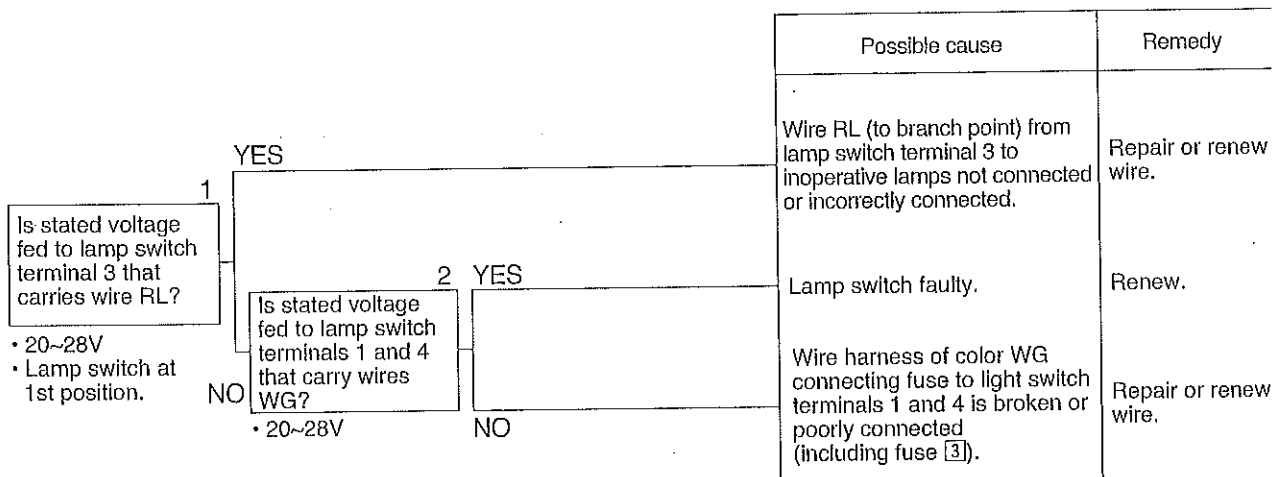 Possible cause
Remedy
YES
1
Is stated voltage
fed to lamp switch
terminal 3 that
carries wire RL?
• 20~28V
• Lamp switch at
1st position.
NO
2
YES
Is stated voltage
fed to lamp switch
terminals 1 and 4
that carry wires
WG?
• 20~28V
NO
Wire RL (to branch point) from
lamp switch terminal 3 to
inoperative lamps not connected
or incorrectly connected.
Repair or renew
wire.
Lamp switch faulty.
Renew.
Wire harness of color WG
connecting fuse to light switch
terminals 1 and 4 is broken or
poorly connected
(including fuse 3).
Repair or renew
wire.